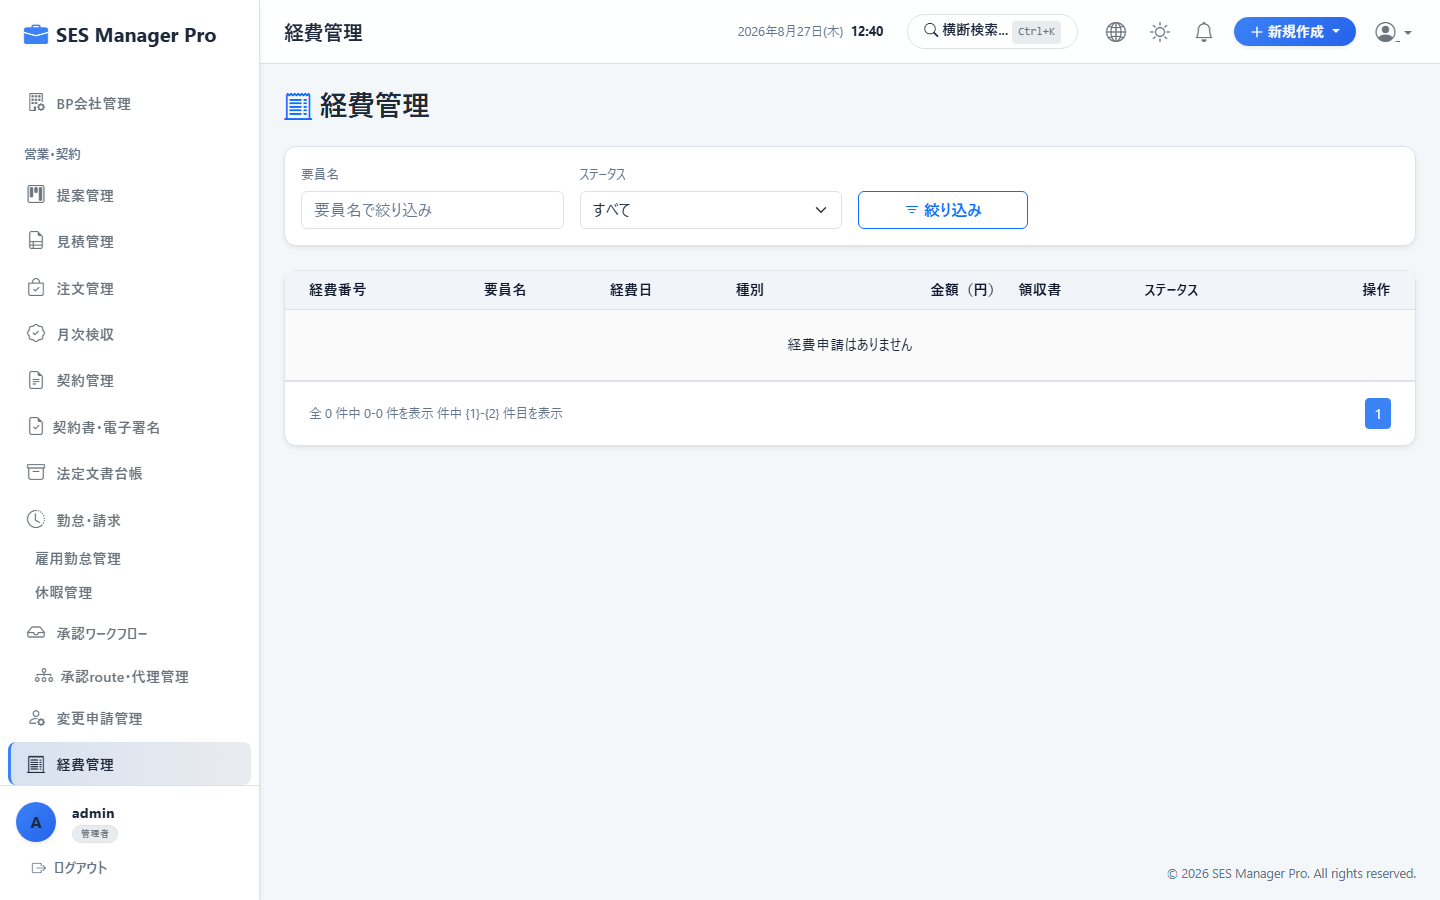 SES Manager Pro
BP会社管理
営業・契約
提案管理
見積管理
注文管理
月次検収
契約管理
契約書・電子署名
法定文書台帳
勤怠・請求
雇用勤怠管理
休暇管理
承認ワークフロー
承認route・代理管理
変更申請管理
経費管理
A
admin
管理者
ログアウト
経費管理
2026年8月27日(木) 12:40
横断検索... Ctrl+K
新規作成
経費管理
要員名
ステータス
要員名で絞り込み
すべて
絞り込み
経費番号 要員名 経費日 種別 金額（円） 領収書 ステータス 操作
経費申請はありません
全 0 件中 0-0 件を表示 件中 {1}-{2} 件目を表示
1
© 2026 SES Manager Pro. All rights reserved.